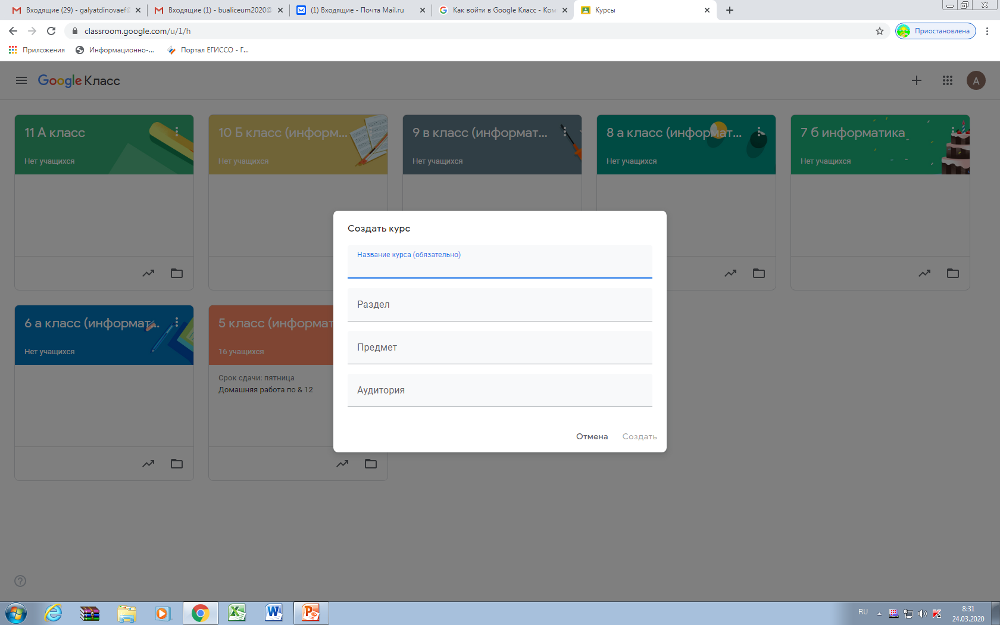 Входящие (29) - galyatdinovaef@
Входящие (1) - bualiceum2020@
(1) Входящие - Почта Mail.ru
Как войти в Google Класс - Ком
Курсы
classroom.google.com/u/1/h
Приостановлена
Приложения
Информационно-...
Портал ЕГИССО - Г...
Google Класс
A
11 А класс
Нет учащихся
10 Б класс (информ...
Нет учащихся
9 в класс (информат...
Нет учащихся
8 а класс (информат...
Нет учащихся
7 б информатика
Нет учащихся
6 а класс (информат...
Нет учащихся
5 класс (информат
16 учащихся
Срок сдачи: пятница
Домашняя работа по & 12
Создать курс
Название курса (обязательно)
Раздел
Предмет
Аудитория
Отмена
Создать
RU
8:31
24.03.2020